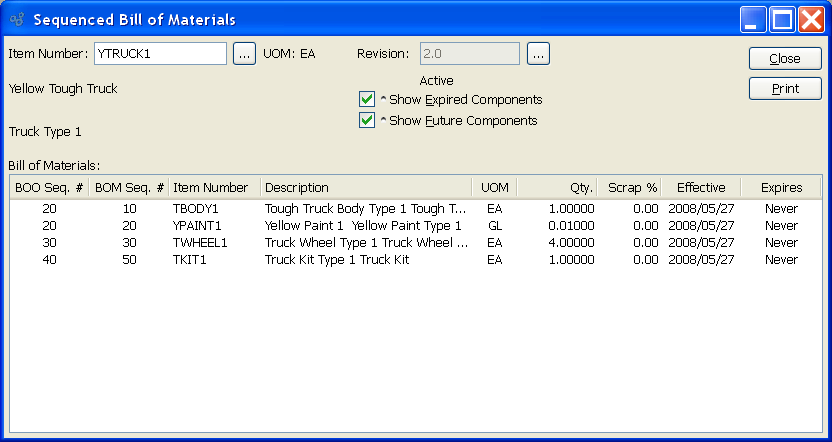 Sequenced Bill of Materials
Item Number: YTRUCK1 ... UOM: EA Revision: 2.0 ... Close
Active
Yellow Tough Truck ^ Show Expired Components Print
^ Show Future Components
Truck Type 1
Bill of Materials:
BOO Seq. # BOM Seq. # Item Number Description UOM Qty. Scrap % Effective Expires
20 10 TBODY1 Tough Truck Body Type 1 Tough T... EA 1.00000 0.00 2008/05/27 Never
20 20 YPAINT1 Yellow Paint 1 Yellow Paint Type 1 GL 0.01000 0.00 2008/05/27 Never
30 30 TWHEEL1 Truck Wheel Type 1 Truck Wheel ... EA 4.00000 0.00 2008/05/27 Never
40 50 TKIT1 Truck Kit Type 1 Truck Kit EA 1.00000 0.00 2008/05/27 Never